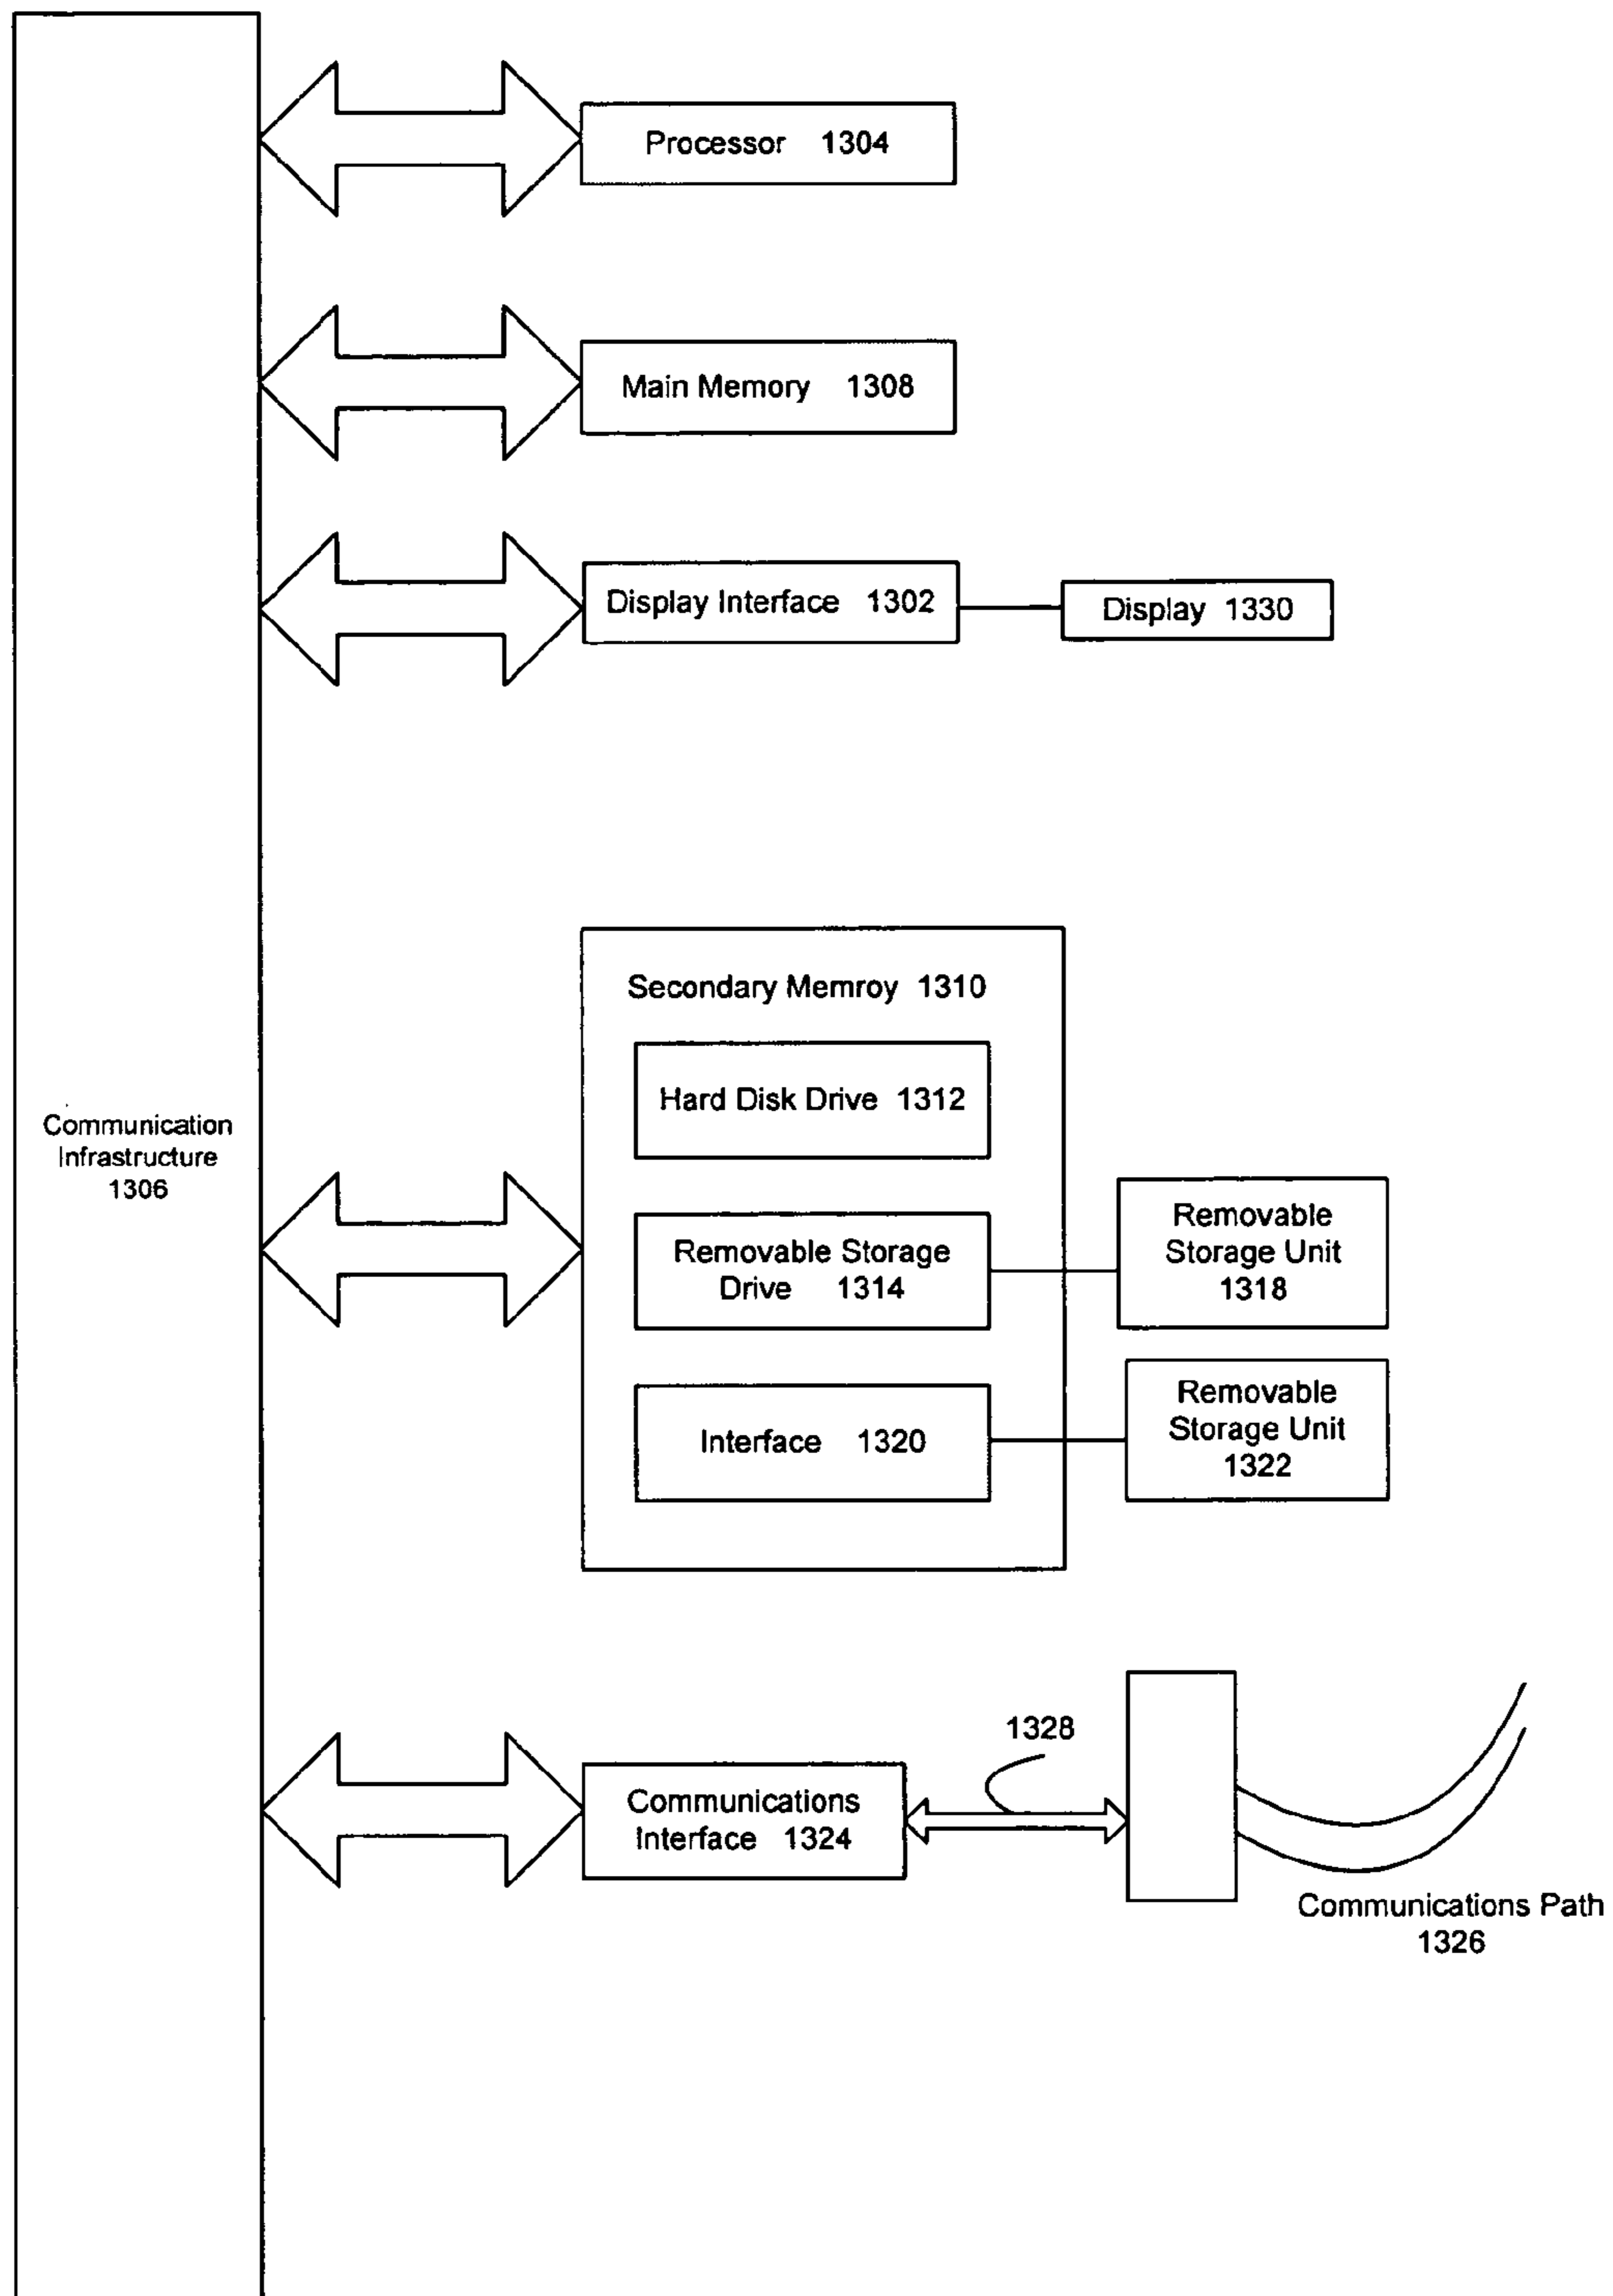 Processor 1304
Main Memory 1308
Display Interface 1302
Display 1330
Secondary Memroy 1310
Hard Disk Drive 1312
Communication
Infrastructure
1306
Removable Storage
Drive 1314
Removable
Storage Unit
1318
Interface 1320
Removable
Storage Unit
1322
1328
Communications
Interface 1324
Communications Path
1326